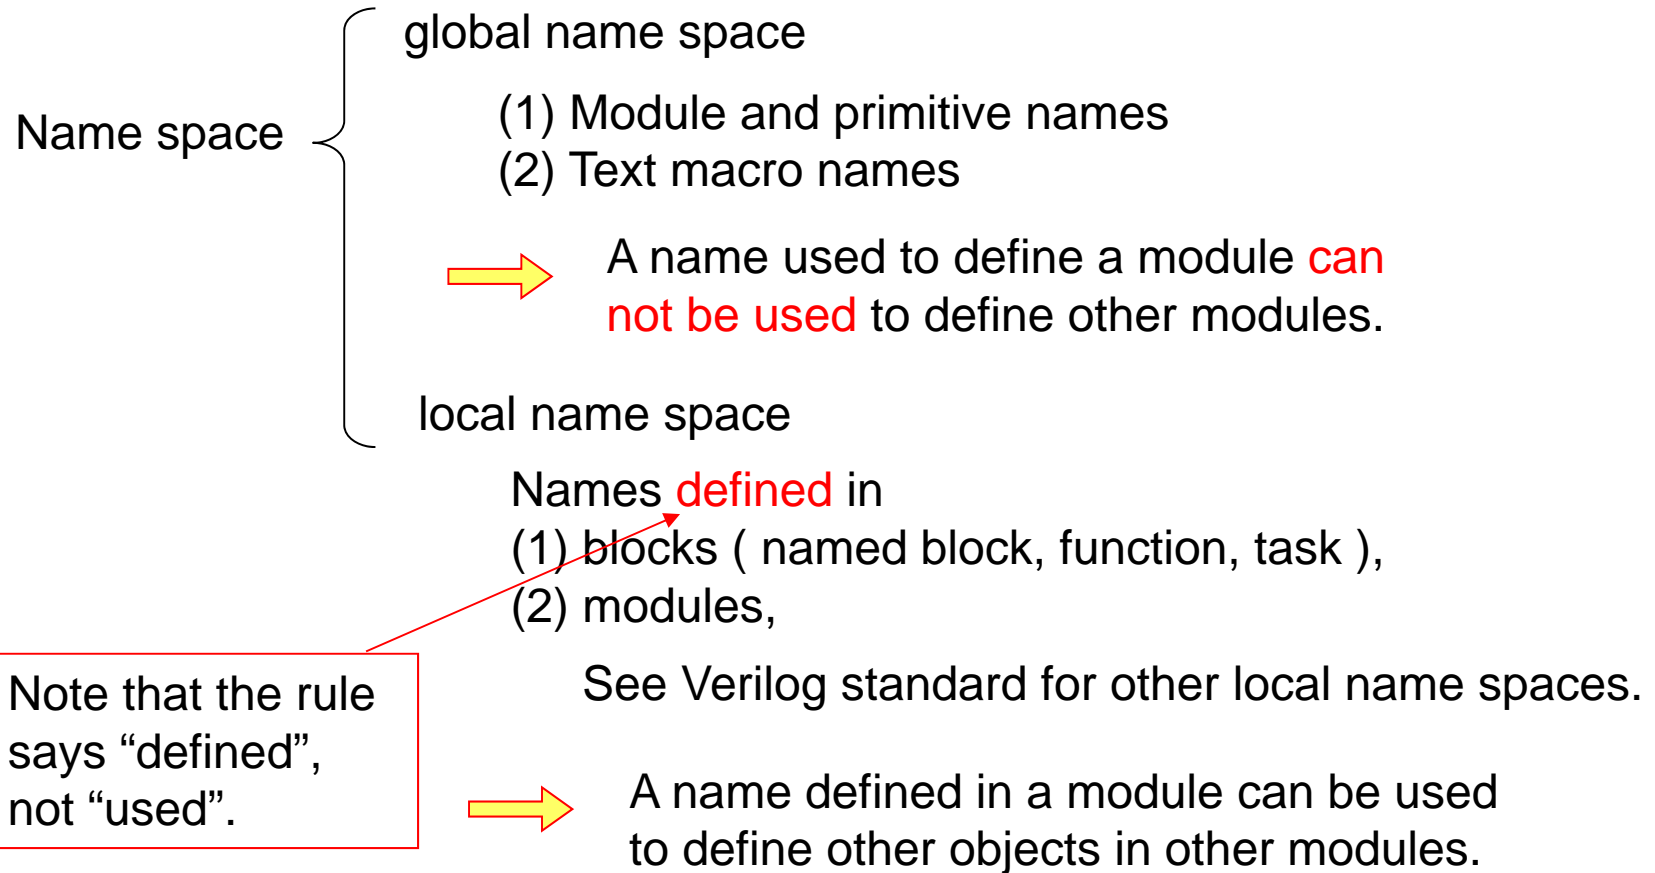 global name space
Name space
(1) Module and primitive names
(2) Text macro names
A name used to define a module can
not be used to define other modules.
local name space
Names defined in
(1) blocks ( named block, function, task ),
(2) modules,
See Verilog standard for other local name spaces.
Note that the rule
says “defined”,
not “used”.
A name defined in a module can be used
to define other objects in other modules.